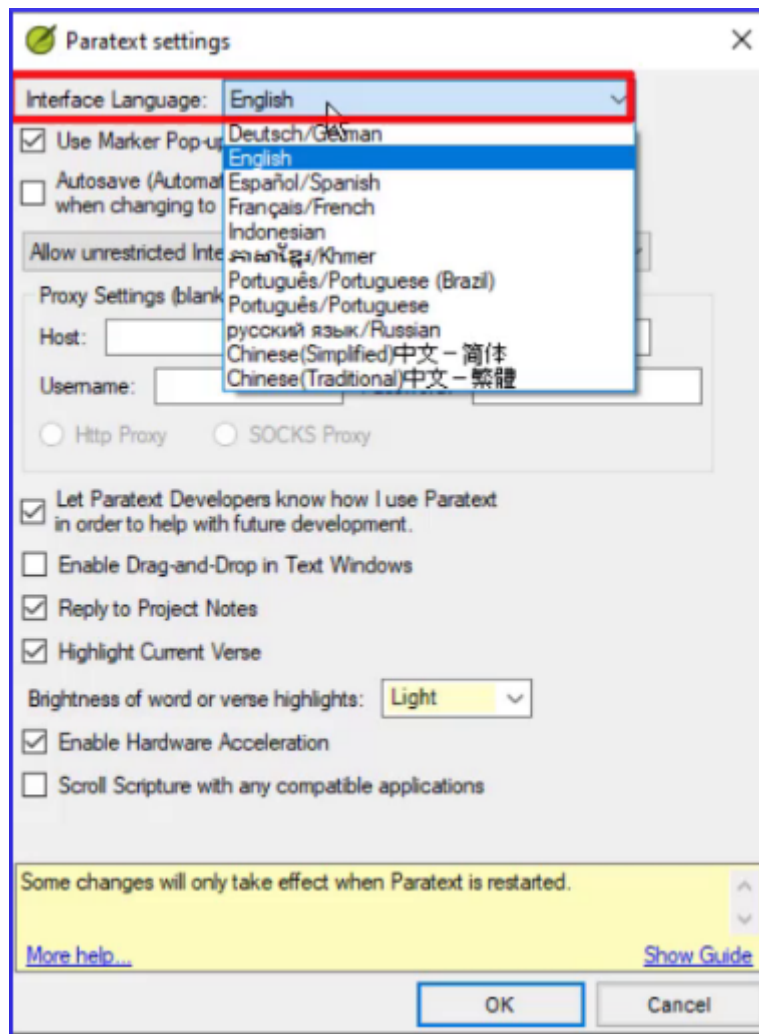 Paratext settings
Interface Language: English
Use Marker Pop-up
Deutsch/German
English
Autosave (Automat
when changing to
Español/Spanish
Français/French
Indonesian
Allow unrestricted Inte
ភាសាខ្មែរ/Khmer
Português/Portuguese (Brazil)
Proxy Settings (blank
Português/Portuguese
Host:
русский язык/Russian
Chinese(Simplified)中文－简体
Username:
Chinese(Traditional)中文－繁體
Http Proxy SOCKS Proxy
Let Paratext Developers know how I use Paratext
in order to help with future development.
Enable Drag-and-Drop in Text Windows
Reply to Project Notes
Highlight Current Verse
Brightness of word or verse highlights: Light
Enable Hardware Acceleration
Scroll Scripture with any compatible applications
Some changes will only take effect when Paratext is restarted.
More help... Show Guide
OK Cancel